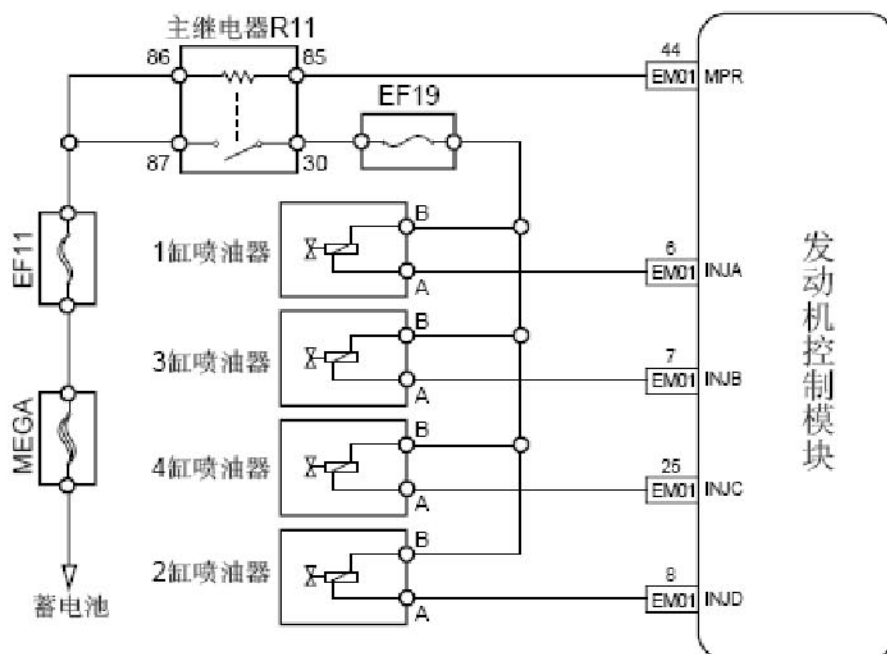 主继电器R11
86
85
44
EM01
MPR
EF19
87
30
EF11
MEGA
蓄电池
1缸喷油器
B
A
6
EM01
INJA
3缸喷油器
B
A
7
EM01
INJB
4缸喷油器
B
A
25
EM01
INJC
2缸喷油器
B
A
8
EM01
INJD
发动机控制模块